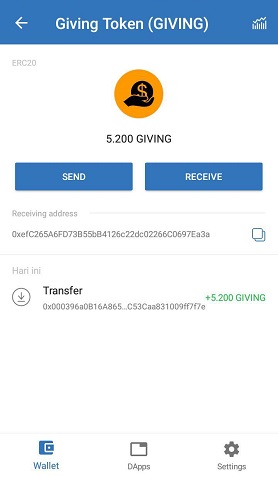 Giving Token (GIVING)
ERC20
5.200 GIVING
SEND
RECEIVE
Receiving address
0xefC265A6FD73B55bB4126c22dc02266C0697Ea3a
Hari ini
Transfer
+5.200 GIVING
0x000396a0B16A865...C53Caa831009ff7f7e
Wallet
DApps
Settings